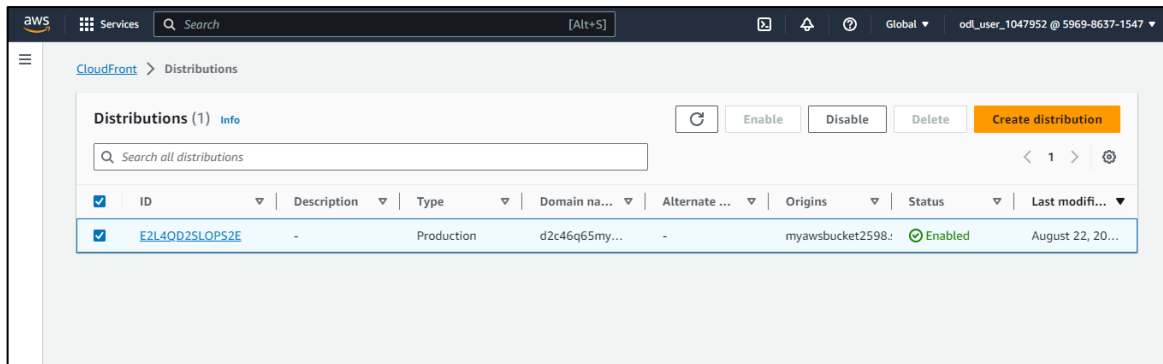 aws Services Search [Alt+S] Global odl_user_1047952 @ 5969-8637-1547
CloudFront > Distributions
Distributions (1) Info Enable Disable Delete Create distribution
Search all distributions < 1 >
ID Description Type Domain na... Alternate ... Origins Status Last modifi...
E2L4QD2SLOPS2E - Production d2c46q65my... - myawsbucket2598.s Enabled August 22, 20...